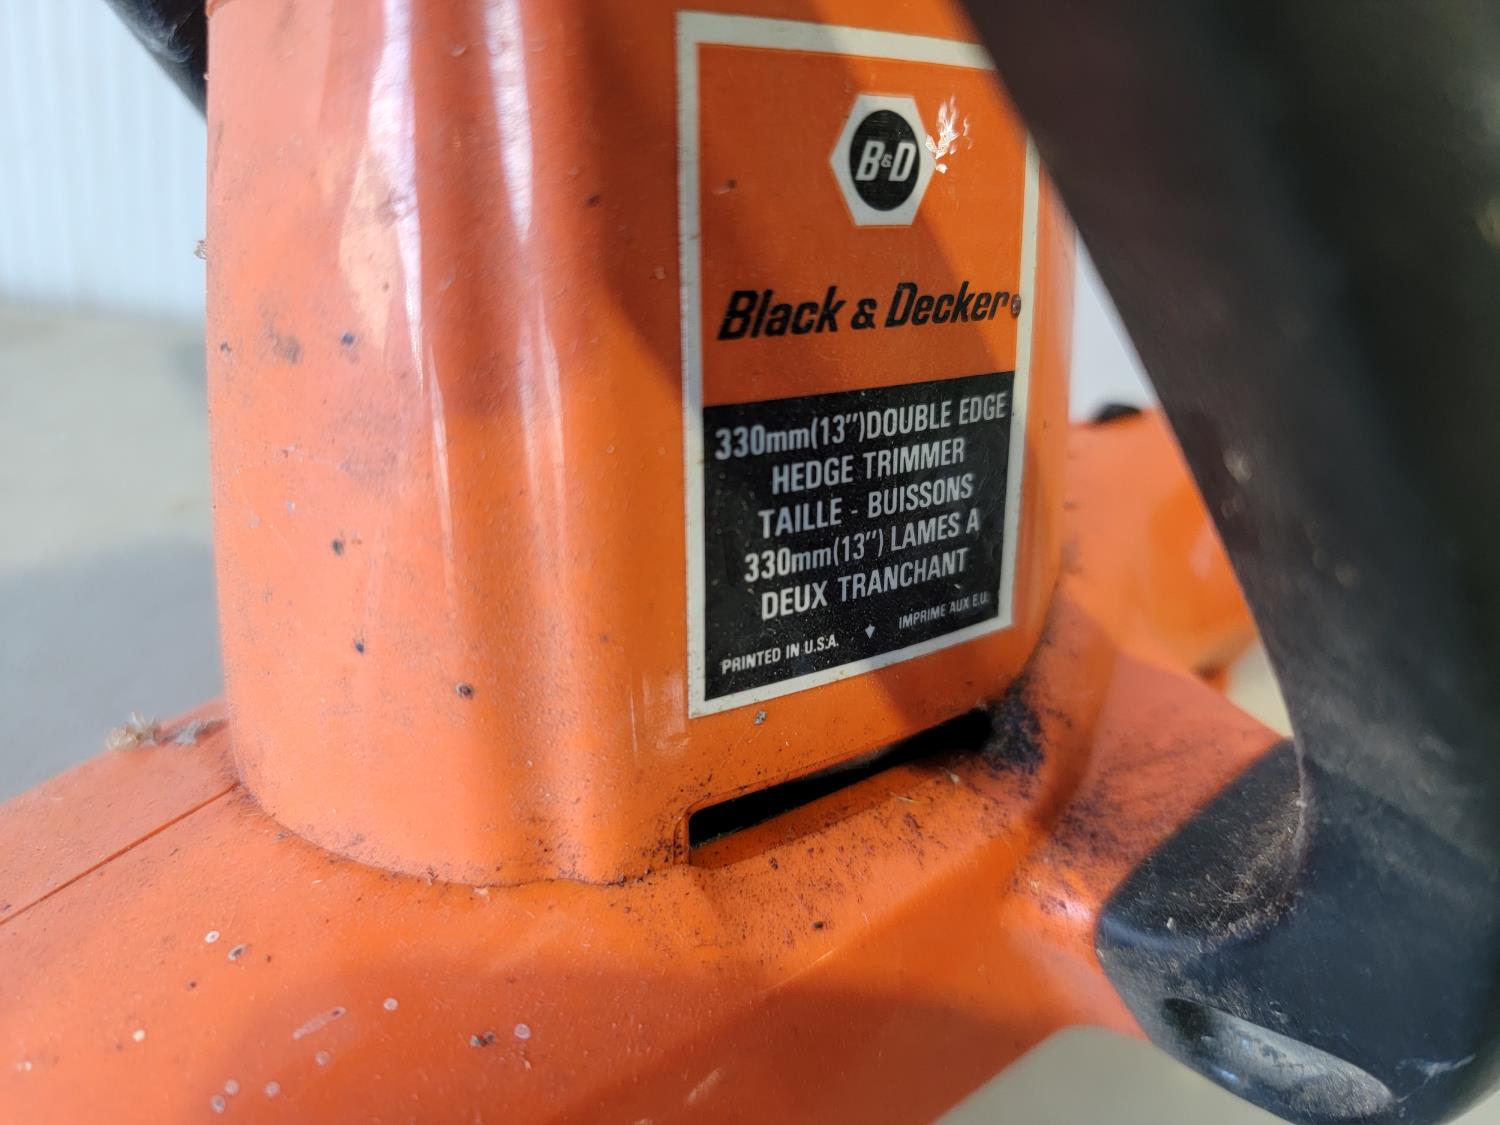 B&D
Black & Decker®
330mm(13")DOUBLE EDGE
HEDGE TRIMMER
TAILLE - BUISSONS
330mm(13") LAMES A
DEUX TRANCHANT
PRINTED IN U.S.A. IMPRIME AUX E.U.